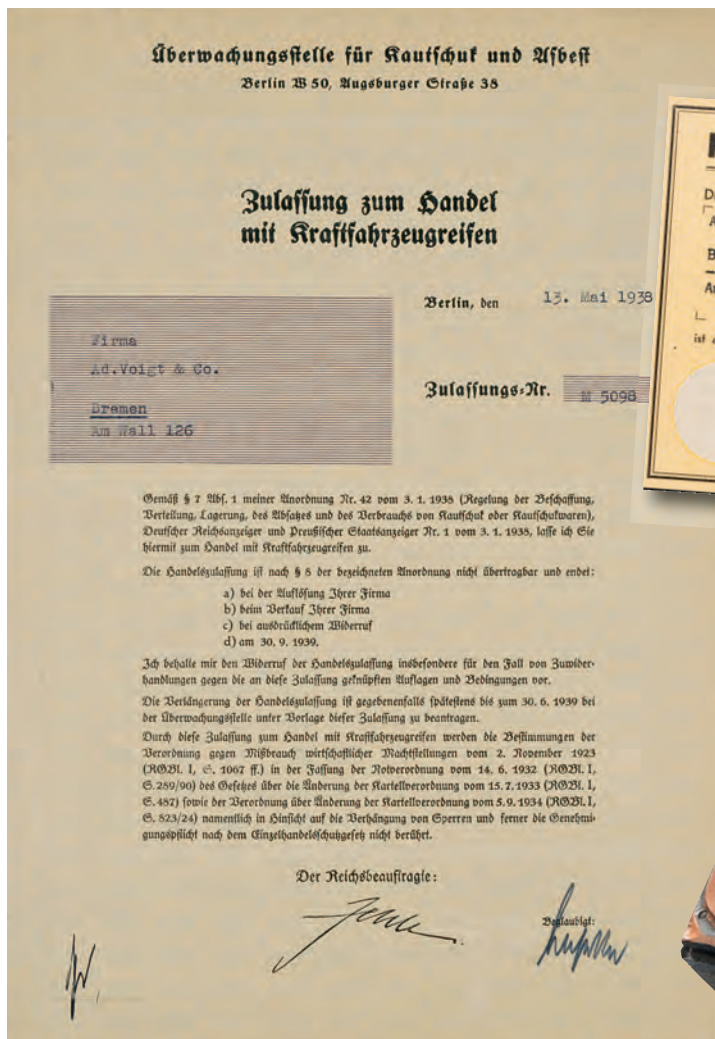 Überwachungsstelle für Kautschuk und Asbest
Berlin W 50, Augsburger Straße 38
Zulassung zum Handel
mit Kraftfahrzeugreifen
Berlin, den 13. Mai 1938
Firma
Ad.Voigt & Co.
Bremen
Am Wall 126
Zulassungs-Nr. M 5098
Gemäß § 7 Abs. 1 meiner Anordnung Nr. 42 vom 3. 1. 1938 (Regelung der Beschaffung,
Verteilung, Lagerung, des Absatzes und des Verbrauchs von Kautschuk oder Kautschukwaren),
Deutscher Reichsanzeiger und Preußischer Staatsanzeiger Nr. 1 vom 3. 1. 1938, lasse ich Sie
hiermit zum Handel mit Kraftfahrzeugreifen zu.
Die Handelszulassung ist nach § 8 der bezeichneten Anordnung nicht übertragbar und endet:
a) bei der Auflösung Ihrer Firma
b) beim Verkauf Ihrer Firma
c) bei ausdrücklichem Widerruf
d) am 30. 9. 1939.
Ich behalte mir den Widerruf der Handelszulassung insbesondere für den Fall von Zuwider-
handlungen gegen die an diese Zulassung geknüpften Auflagen und Bedingungen vor.
Die Verlängerung der Handelszulassung ist gegebenenfalls spätestens bis zum 30. 6. 1939 bei
der Überwachungsstelle unter Vorlage dieser Zulassung zu beantragen.
Durch diese Zulassung zum Handel mit Kraftfahrzeugreifen werden die Bestimmungen der
Verordnung gegen Mißbrauch wirtschaftlicher Machtstellungen vom 2. November 1923
(RGBl. I, S. 1067 ff.) in der Fassung der Notverordnung vom 14. 6. 1932 (RGBl. I,
S. 289/90) des Gesetzes über die Änderung der Kartellverordnung vom 15. 7. 1933 (RGBl. I,
S. 487) sowie der Verordnung über Änderung der Kartellverordnung vom 5. 9. 1934 (RGBl. I,
S. 823/24) namentlich in Hinsicht auf die Verhängung von Sperren und ferner die Genehmi-
gungspflicht nach dem Einzelhandelsschutzgesetz nicht berührt.
Der Reichsbeauftragte:
Beglaubigt:
ist